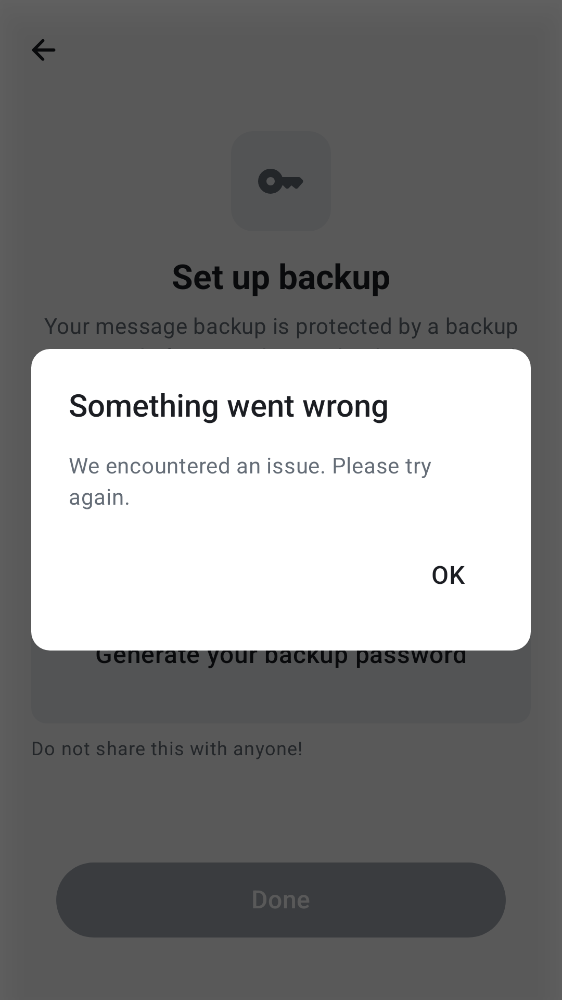 Set up backup
Your message backup is protected by a backup
Something went wrong
We encountered an issue. Please try
again.
OK
Generate your backup password
Do not share this with anyone!
Done